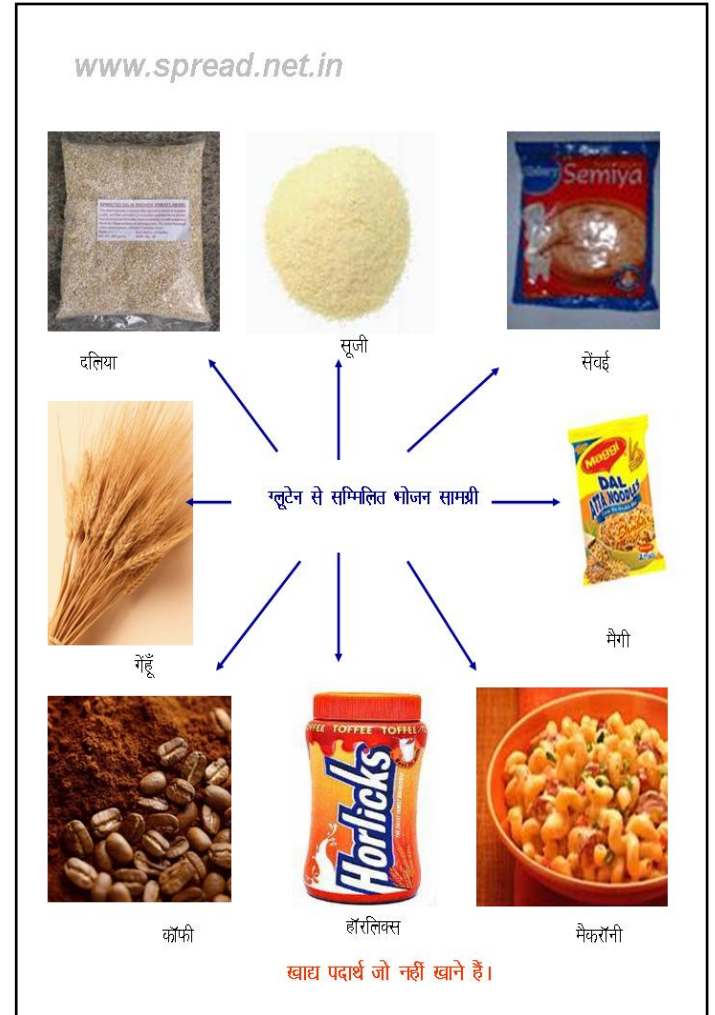 www.spread.net.in
Semiya
दलिया
सूजी
सेंवई
ग्लूटेन से सम्मिलित भोजन सामग्री
Maggi
DAL
ATTA NOODLES
गेंहूँ
मैगी
TOFFEE TOFFEE
Horlicks
कॉफी
हॉरलिक्स
मैकरॉनी
खाद्य पदार्थ जो नहीं खाने हैं।